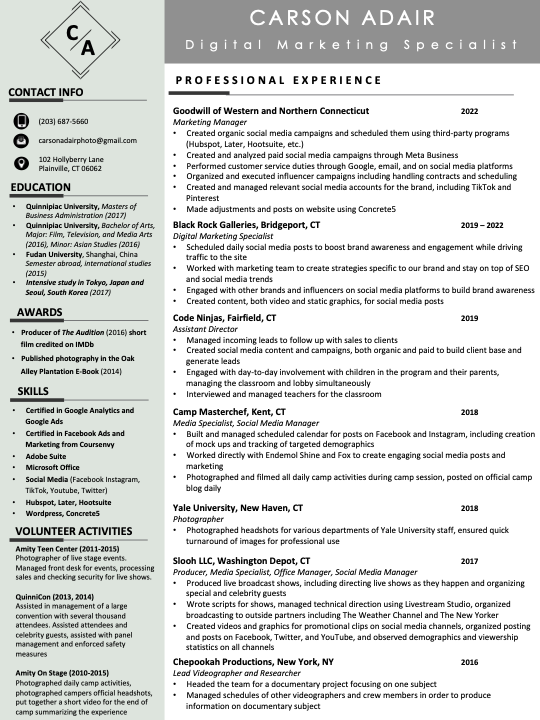 C
A
CARSON ADAIR
Digital Marketing Specialist
CONTACT INFO
(203) 687-5660
carsonadairphoto@gmail.com
102 Hollyberry Lane
Plainville, CT 06062
EDUCATION
• Quinnipiac University, Masters of
Business Administration (2017)
• Quinnipiac University, Bachelor of Arts,
Major: Film, Television, and Media Arts
(2016), Minor: Asian Studies (2016)
• Fudan University, Shanghai, China
Semester abroad, international studies
(2015)
• Intensive study in Tokyo, Japan and
Seoul, South Korea (2017)
AWARDS
• Producer of The Audition (2016) short
film credited on IMDb
• Published photography in the Oak
Alley Plantation E-Book (2014)
SKILLS
• Certified in Google Analytics and
Google Ads
• Certified in Facebook Ads and
Marketing from Coursenvy
• Adobe Suite
• Microsoft Office
• Social Media (Facebook, Instagram,
TikTok, Youtube, Twitter)
• Hubspot, Later, Hootsuite
• Wordpress, Concrete5
VOLUNTEER ACTIVITIES
Amity Teen Center (2011-2015)
Photographer of live stage events.
Managed front desk for events, processing
sales and checking security for live shows.
QuinniCon (2013, 2014)
Assisted in management of a large
convention with several thousand
attendees. Assisted attendees and
celebrity guests, assisted with panel
management and enforced safety
measures
Amity On Stage (2010-2015)
Photographed daily camp activities,
photographed campers official headshots,
put together a short video for the end of
camp summarizing the experience
PROFESSIONAL EXPERIENCE
Goodwill of Western and Northern Connecticut 2022
Marketing Manager
• Created organic social media campaigns and scheduled them using third-party programs
(Hubspot, Later, Hootsuite, etc.)
• Created and analyzed paid social media campaigns through Meta Business
• Performed customer service duties through Google, email, and on social media platforms
• Organized and executed influencer campaigns including handling contracts and scheduling
• Created and managed relevant social media accounts for the brand, including TikTok and
Pinterest
• Made adjustments and posts on website using Concrete5
Black Rock Galleries, Bridgeport, CT 2019 – 2022
Digital Marketing Specialist
• Scheduled daily social media posts to boost brand awareness and engagement while driving
traffic to the site
• Worked with marketing team to create strategies specific to our brand and stay on top of SEO
and social media trends
• Engaged with other brands and influencers on social media platforms to build brand awareness
• Created content, both video and static graphics, for social media posts
Code Ninjas, Fairfield, CT 2019
Assistant Director
• Managed incoming leads to follow up with sales to clients
• Created social media content and campaigns, both organic and paid to build client base and
generate leads
• Engaged with day-to-day involvement with children in the program and their parents,
managing the classroom and lobby simultaneously
• Interviewed and managed teachers for the classroom
Camp Masterchef, Kent, CT 2018
Media Specialist, Social Media Manager
• Built and managed scheduled calendar for posts on Facebook and Instagram, including creation
of mock ups and tracking of targeted demographics
• Worked directly with Endemol Shine and Fox to create engaging social media posts and
marketing
• Photographed and filmed all daily camp activities during camp session, posted on official camp
blog daily
Yale University, New Haven, CT 2018
Photographer
• Photographed headshots for various departments of Yale University staff, ensured quick
turnaround of images for professional use
Slooh LLC, Washington Depot, CT 2017
Producer, Media Specialist, Office Manager, Social Media Manager
• Produced live broadcast shows, including directing live shows as they happen and organizing
special and celebrity guests
• Wrote scripts for shows, managed technical direction using Livestream Studio, organized
broadcasting to outside partners including The Weather Channel and The New Yorker
• Created videos and graphics for promotional clips on social media channels, organized posting
and posts on Facebook, Twitter, and YouTube, and observed demographics and viewership
statistics on all channels
Chepookah Productions, New York, NY 2016
Lead Videographer and Researcher
• Headed the team for a documentary project focusing on one subject
• Managed schedules of other videographers and crew members in order to produce
information on documentary subject